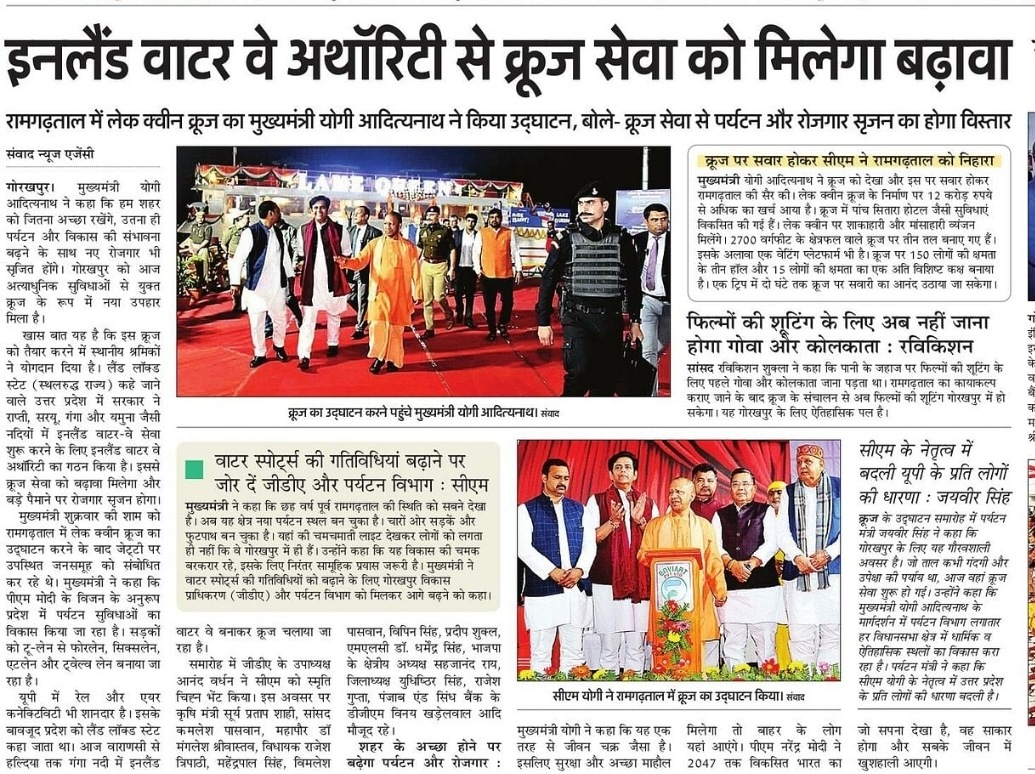 इनलैंड वाटर वे अथॉरिटी से क्रूज सेवा को मिलेगा बढ़ावा
रामगढ़ताल में लेक क्वीन क्रूज का मुख्यमंत्री योगी आदित्यनाथ ने किया उद्घाटन, बोले- क्रूज सेवा से पर्यटन और रोजगार सृजन का होगा विस्तार
संवाद न्यूज एजेंसी
गोरखपुर। मुख्यमंत्री योगी
आदित्यनाथ ने कहा कि हम शहर
को जितना अच्छा रखेंगे, उतना ही
पर्यटन और विकास की संभावना
बढ़ने के साथ नए रोजगार भी
सृजित होंगे। गोरखपुर को आज
अत्याधुनिक सुविधाओं से युक्त
क्रूज के रूप में नया उपहार
मिला है।
खास बात यह है कि इस क्रूज
को तैयार करने में स्थानीय श्रमिकों
ने योगदान दिया है। लैंड लॉक्ड
स्टेट (स्थलरुद्ध राज्य) कहे जाने
वाले उत्तर प्रदेश में सरकार ने
राप्ती, सरयू, गंगा और यमुना जैसी
नदियों में इनलैंड वाटर-वे सेवा
शुरू करने के लिए इनलैंड वाटर वे
अथॉरिटी का गठन किया है। इससे
क्रूज सेवा को बढ़ावा मिलेगा और
बड़े पैमाने पर रोजगार सृजन होगा।
मुख्यमंत्री शुक्रवार की शाम को
रामगढ़ताल में लेक क्वीन क्रूज का
उद्घाटन करने के बाद जेट्टी पर
उपस्थित जनसमूह को संबोधित
कर रहे थे। मुख्यमंत्री ने कहा कि
पीएम मोदी के विजन के अनुरूप
प्रदेश में पर्यटन सुविधाओं का
विकास किया जा रहा है। सड़कों
को टू-लेन से फोरलेन, सिक्सलेन,
एटलेन और ट्वेल्व लेन बनाया जा
रहा है।
यूपी में रेल और एयर
कनेक्टिविटी भी शानदार है। इसके
बावजूद प्रदेश को लैंड लॉक्ड स्टेट
कहा जाता था। आज वाराणसी से
हल्दिया तक गंगा नदी में इनलैंड
LAKE QUEEN
LAKE QUEEN
क्रूज का उद्घाटन करने पहुंचे मुख्यमंत्री योगी आदित्यनाथ। संवाद
क्रूज पर सवार होकर सीएम ने रामगढ़ताल को निहारा
मुख्यमंत्री योगी आदित्यनाथ ने क्रूज को देखा और इस पर सवार होकर
रामगढ़ताल की सैर की। लेक क्वीन क्रूज के निर्माण पर 12 करोड़ रुपये
से अधिक का खर्च आया है। क्रूज में पांच सितारा होटल जैसी सुविधाएं
विकसित की गई हैं। लेक क्वीन पर शाकाहारी और मांसाहारी व्यंजन
मिलेंगे। 2700 वर्गफीट के क्षेत्रफल वाले क्रूज पर तीन तल बनाए गए हैं।
इसके अलावा एक वेटिंग प्लेटफार्म भी है। क्रूज पर 150 लोगों की क्षमता
के तीन हॉल और 15 लोगों की क्षमता का एक अति विशिष्ट कक्ष बनाया
है। एक ट्रिप में दो घंटे तक क्रूज पर सवारी का आनंद उठाया जा सकेगा।
फिल्मों की शूटिंग के लिए अब नहीं जाना
होगा गोवा और कोलकाता : रविकिशन
सांसद रविकिशन शुक्ला ने कहा कि पानी के जहाज पर फिल्मों की शूटिंग के
लिए पहले गोवा और कोलकाता जाना पड़ता था। रामगढ़ताल का कायाकल्प
कराए जाने के बाद क्रूज के संचालन से अब फिल्मों की शूटिंग गोरखपुर में हो
सकेगा। यह गोरखपुर के लिए ऐतिहासिक पल है।
वाटर स्पोर्ट्स की गतिविधियां बढ़ाने पर
जोर दें जीडीए और पर्यटन विभाग : सीएम
मुख्यमंत्री ने कहा कि छह वर्ष पूर्व रामगढ़ताल की स्थिति को सबने देखा
है। अब यह क्षेत्र नया पर्यटन स्थल बन चुका है। चारों ओर सड़कें और
फुटपाथ बन चुका है। यहां की चमचमाती लाइट देखकर लोगों को लगता
ही नहीं कि वे गोरखपुर में ही हैं। उन्होंने कहा कि यह विकास की चमक
बरकरार रहे, इसके लिए निरंतर सामूहिक प्रयास जरूरी है। मुख्यमंत्री ने
वाटर स्पोर्ट्स की गतिविधियों को बढ़ाने के लिए गोरखपुर विकास
प्राधिकरण (जीडीए) और पर्यटन विभाग को मिलकर आगे बढ़ने को कहा।
वाटर वे बनाकर क्रूज चलाया जा
रहा है।
समारोह में जीडीए के उपाध्यक्ष
आनंद वर्धन ने सीएम को स्मृति
चिह्न भेंट किया। इस अवसर पर
कृषि मंत्री सूर्य प्रताप शाही, सांसद
कमलेश पासवान, महापौर डॉ
मंगलेश श्रीवास्तव, विधायक राजेश
त्रिपाठी, महेंद्रपाल सिंह, विमलेश
पासवान, विपिन सिंह, प्रदीप शुक्ल,
एमएलसी डॉ. धर्मेंद्र सिंह, भाजपा
के क्षेत्रीय अध्यक्ष सहजानंद राय,
जिलाध्यक्ष युधिष्ठिर सिंह, राजेश
गुप्ता, पंजाब एंड सिंध बैंक के
डीजीएम विनय खड़ेलवाल आदि
मौजूद रहे।
शहर के अच्छा होने पर
बढ़ेगा पर्यटन और रोजगार :
GOVIART
सीएम योगी ने रामगढ़ताल में क्रूज का उद्घाटन किया। संवाद
मुख्यमंत्री योगी ने कहा कि यह एक
तरह से जीवन चक्र जैसा है।
इसलिए सुरक्षा और अच्छा माहौल
मिलेगा तो बाहर के लोग
यहां आएंगे। पीएम नरेंद्र मोदी ने
2047 तक विकसित भारत का
सीएम के नेतृत्व में
बदली यूपी के प्रति लोगों
की धारणा : जयवीर सिंह
क्रूज के उद्घाटन समारोह में पर्यटन
मंत्री जयवीर सिंह ने कहा कि
गोरखपुर के लिए यह गौरवशाली
अवसर है। जो ताल कभी गंदगी और
उपेक्षा की पर्याय था, आज वहां क्रूज
सेवा शुरू हो गई। उन्होंने कहा कि
मुख्यमंत्री योगी आदित्यनाथ के
मार्गदर्शन में पर्यटन विभाग लगातार
हर विधानसभा क्षेत्र में धार्मिक व
ऐतिहासिक स्थलों का विकास करा
रहा है। पर्यटन मंत्री ने कहा कि
सीएम योगी के नेतृत्व में उत्तर प्रदेश
के प्रति लोगों की धारणा बदली है।
जो सपना देखा है, वह साकार
होगा और सबके जीवन में
खुशहाली आएगी।